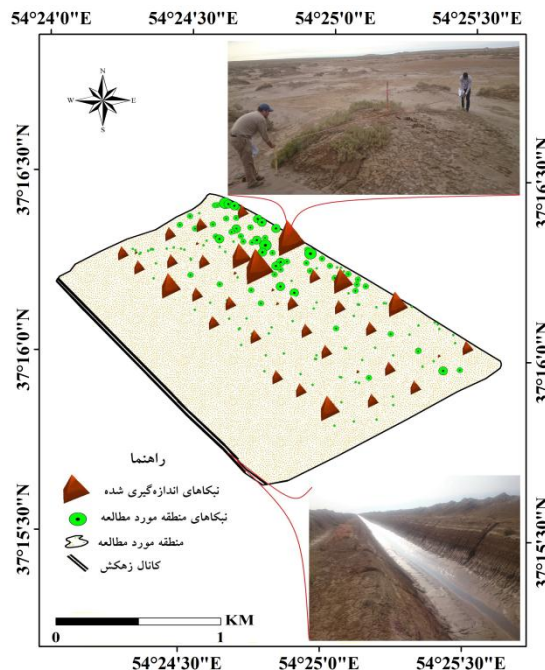 54°24'0"E 54°24'30"E 54°25'0"E 54°25'30"E
N
W E
S
37°16'30"N 37°16'30"N
37°16'0"N 37°16'0"N
37°15'30"N 37°15'30"N
راهنما
نبکاهای اندازه‌گیری شده
نبکاهای منطقه مورد مطالعه
منطقه مورد مطالعه
کانال زهکش
KM
0 1
54°24'30"E 54°25'0"E 54°25'30"E